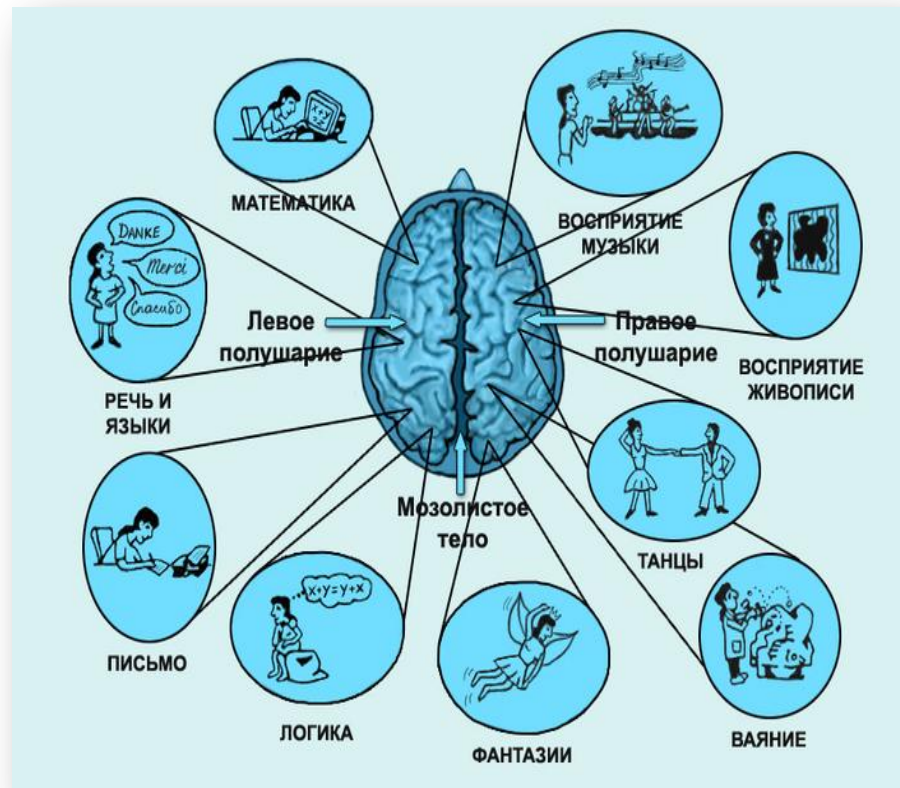 МАТЕМАТИКА
ВОСПРИЯТИЕ
МУЗЫКИ
DANKE
Merci
Спасибо
Левое
полушарие
Правое
полушарие
ВОСПРИЯТИЕ
ЖИВОПИСИ
РЕЧЬ И
ЯЗЫКИ
Мозолистое
тело
ТАНЦЫ
x+y=y+x
ПИСЬМО
ЛОГИКА
ФАНТАЗИИ
ВАЯНИЕ